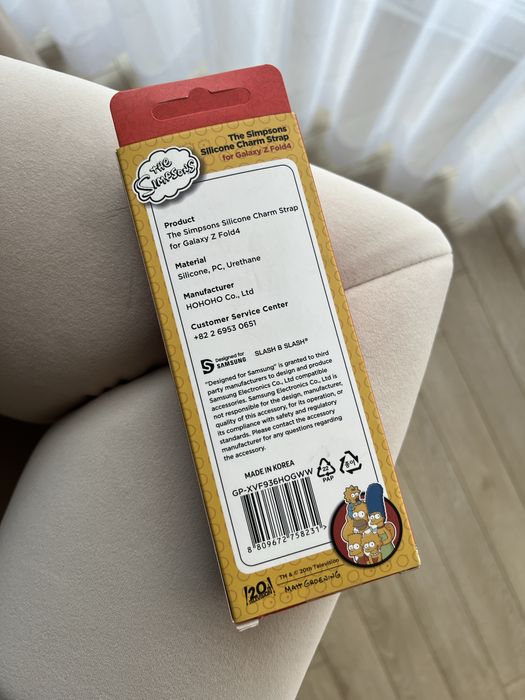 The Simpsons
Silicone Charm Strap
for Galaxy Z Fold4
THE
SIMPSONS
Product
The Simpsons Silicone Charm Strap
for Galaxy Z Fold4
Material
Silicone, PC, Urethane
Manufacturer
HOHOHO Co., Ltd
Customer Service Center
+82 2 6953 0651
Designed for
SAMSUNG
SLASH B SLASH®
"Designed for Samsung" is granted to third
party manufacturers to design and produce
Samsung Electronics Co., Ltd compatible
accessories. Samsung Electronics Co., Ltd is
not responsible for the design, manufacturer,
quality of this accessory, for its operation, or
its compliance with safety and regulatory
standards. Please contact the accessory
manufacturer for any questions regarding
the accessory.
MADE IN KOREA
GP-XVF936HOGWW
22
PAP
종이
8 809672 758231
20th
TELEVISION
TM & © 20th Television
MATT GROENING